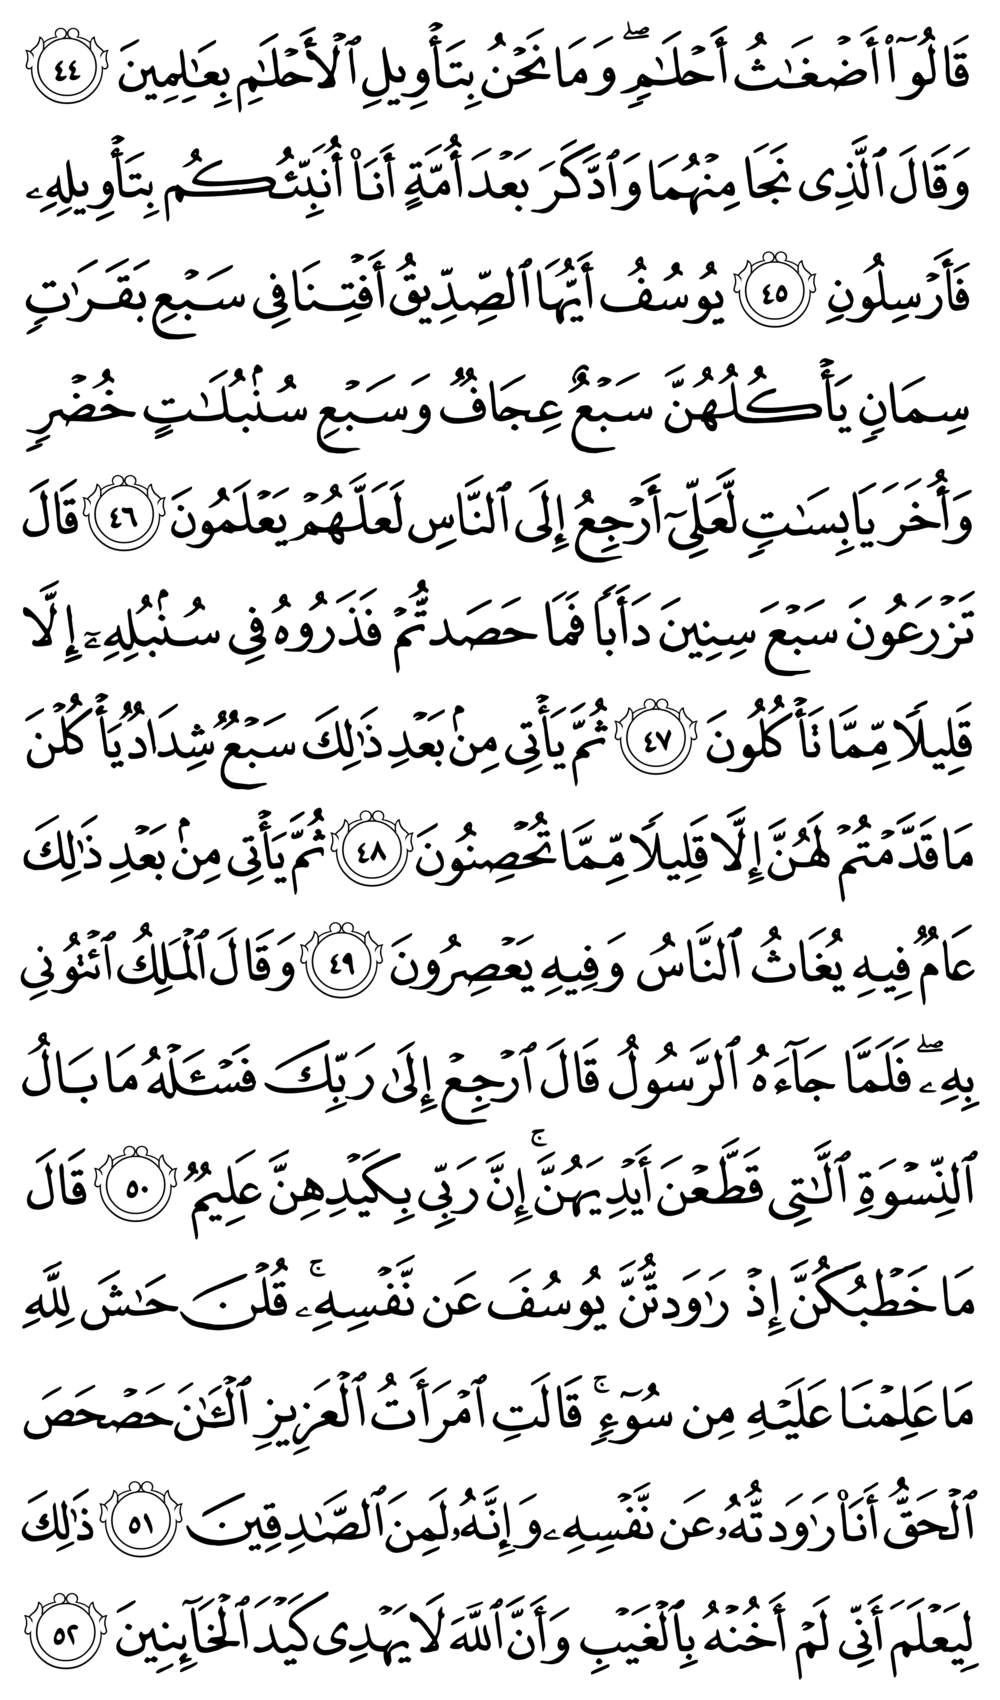 قَالُوٓا۟ أَضْغَـٰثُ أَحْلَـٰمٍۢ ۖ وَمَا نَحْنُ بِتَأْوِيلِ ٱلْأَحْلَـٰمِ بِعَـٰلِمِينَ ٤٤
وَقَالَ ٱلَّذِى نَجَا مِنْهُمَا وَٱدَّكَرَ بَعْدَ أُمَّةٍ أَنَا۠ أُنَبِّئُكُم بِتَأْوِيلِهِۦ
فَأَرْسِلُونِ ٤٥ يُوسُفُ أَيُّهَا ٱلصِّدِّيقُ أَفْتِنَا فِى سَبْعِ بَقَرَٰتٍۢ
سِمَانٍۢ يَأْكُلُهُنَّ سَبْعٌ عِجَافٌۭ وَسَبْعِ سُنۢبُلَـٰتٍ خُضْرٍۢ
وَأُخَرَ يَابِسَـٰتٍۢ لَّعَلِّىٓ أَرْجِعُ إِلَى ٱلنَّاسِ لَعَلَّهُمْ يَعْلَمُونَ ٤٦ قَالَ
تَزْرَعُونَ سَبْعَ سِنِينَ دَأَبًۭا فَمَا حَصَدتُّمْ فَذَرُوهُ فِى سُنۢبُلِهِۦٓ إِلَّا
قَلِيلًۭا مِّمَّا تَأْكُلُونَ ٤٧ ثُمَّ يَأْتِى مِنۢ بَعْدِ ذَٰلِكَ سَبْعٌۭ شِدَادٌۭ يَأْكُلْنَ
مَا قَدَّمْتُمْ لَهُنَّ إِلَّا قَلِيلًۭا مِّمَّا تُحْصِنُونَ ٤٨ ثُمَّ يَأْتِى مِنۢ بَعْدِ ذَٰلِكَ
عَامٌۭ فِيهِ يُغَاثُ ٱلنَّاسُ وَفِيهِ يَعْصِرُونَ ٤٩ وَقَالَ ٱلْمَلِكُ ٱئْتُونِى
بِهِۦ ۖ فَلَمَّا جَآءَهُ ٱلرَّسُولُ قَالَ ٱرْجِعْ إِلَىٰ رَبِّكَ فَسْـَٔلْهُ مَا بَالُ
ٱلنِّسْوَةِ ٱلَّـٰتِى قَطَّعْنَ أَيْدِيَهُنَّ ۚ إِنَّ رَبِّى بِكَيْدِهِنَّ عَلِيمٌۭ ٥٠ قَالَ
مَا خَطْبُكُنَّ إِذْ رَٰوَدتُّنَّ يُوسُفَ عَن نَّفْسِهِۦ ۚ قُلْنَ حَـٰشَ لِلَّهِ
مَا عَلِمْنَا عَلَيْهِ مِن سُوٓءٍۢ ۚ قَالَتِ ٱمْرَأَتُ ٱلْعَزِيزِ ٱلْـَٔـٰنَ حَصْحَصَ
ٱلْحَقُّ أَنَا۠ رَٰوَدتُّهُۥ عَن نَّفْسِهِۦ وَإِنَّهُۥ لَمِنَ ٱلصَّـٰدِقِينَ ٥١ ذَٰلِكَ
لِيَعْلَمَ أَنِّى لَمْ أَخُنْهُ بِٱلْغَيْبِ وَأَنَّ ٱللَّهَ لَا يَهْدِى كَيْدَ ٱلْخَآئِنِينَ ٥٢